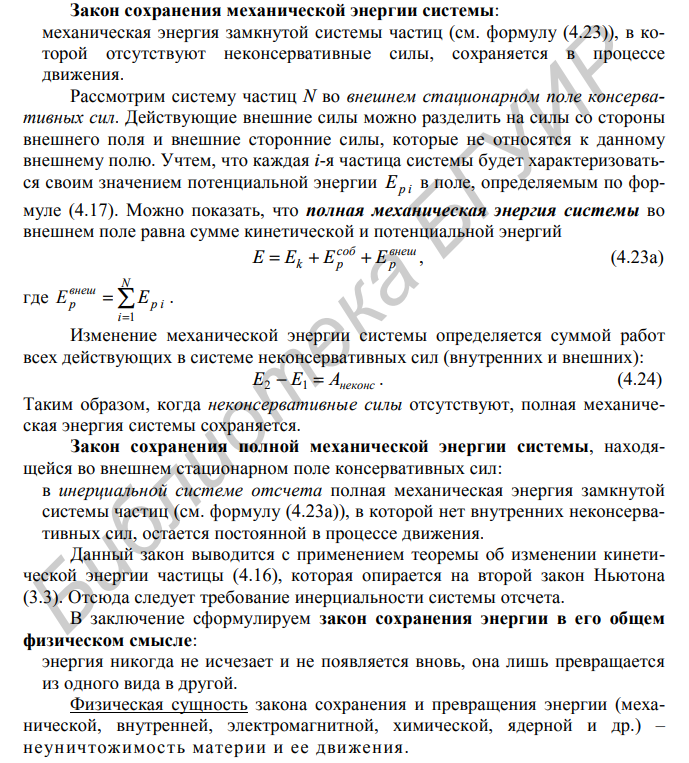 Закон сохранения механической энергии системы:
механическая энергия замкнутой системы частиц (см. формулу (4.23)), в ко-
торой отсутствуют неконсервативные силы, сохраняется в процессе
движения.
Рассмотрим систему частиц N во внешнем стационарном поле консерва-
тивных сил. Действующие внешние силы можно разделить на силы со стороны
внешнего поля и внешние сторонние силы, которые не относятся к данному
внешнему полю. Учтем, что каждая i-я частица системы будет характеризовать-
ся своим значением потенциальной энергии E_{p i} в поле, определяемым по фор-
муле (4.17). Можно показать, что полная механическая энергия системы во
внешнем поле равна сумме кинетической и потенциальной энергий
E = E_k + E_p^{соб} + E_p^{внеш} , (4.23а)
где E_p^{внеш} = \sum_{i=1}^{N} E_{p i} .
Изменение механической энергии системы определяется суммой работ
всех действующих в системе неконсервативных сил (внутренних и внешних):
E_2 − E_1 = A_{неконс} . (4.24)
Таким образом, когда неконсервативные силы отсутствуют, полная механиче-
ская энергия системы сохраняется.
Закон сохранения полной механической энергии системы, находя-
щейся во внешнем стационарном поле консервативных сил:
в инерциальной системе отсчета полная механическая энергия замкнутой
системы частиц (см. формулу (4.23а)), в которой нет внутренних неконсерва-
тивных сил, остается постоянной в процессе движения.
Данный закон выводится с применением теоремы об изменении кинети-
ческой энергии частицы (4.16), которая опирается на второй закон Ньютона
(3.3). Отсюда следует требование инерциальности системы отсчета.
В заключение сформулируем закон сохранения энергии в его общем
физическом смысле:
энергия никогда не исчезает и не появляется вновь, она лишь превращается
из одного вида в другой.
Физическая сущность закона сохранения и превращения энергии (меха-
нической, внутренней, электромагнитной, химической, ядерной и др.) –
неуничтожимость материи и ее движения.
Библиотека БГУИР